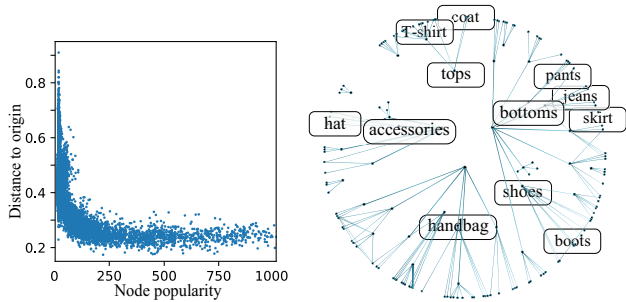 0.8
0.6
0.4
0.2
Distance to origin
0
250
500
750
1000
Node popularity
coat
T-shirt
tops
pants
jeans
bottoms
skirt
hat
accessories
shoes
handbag
boots